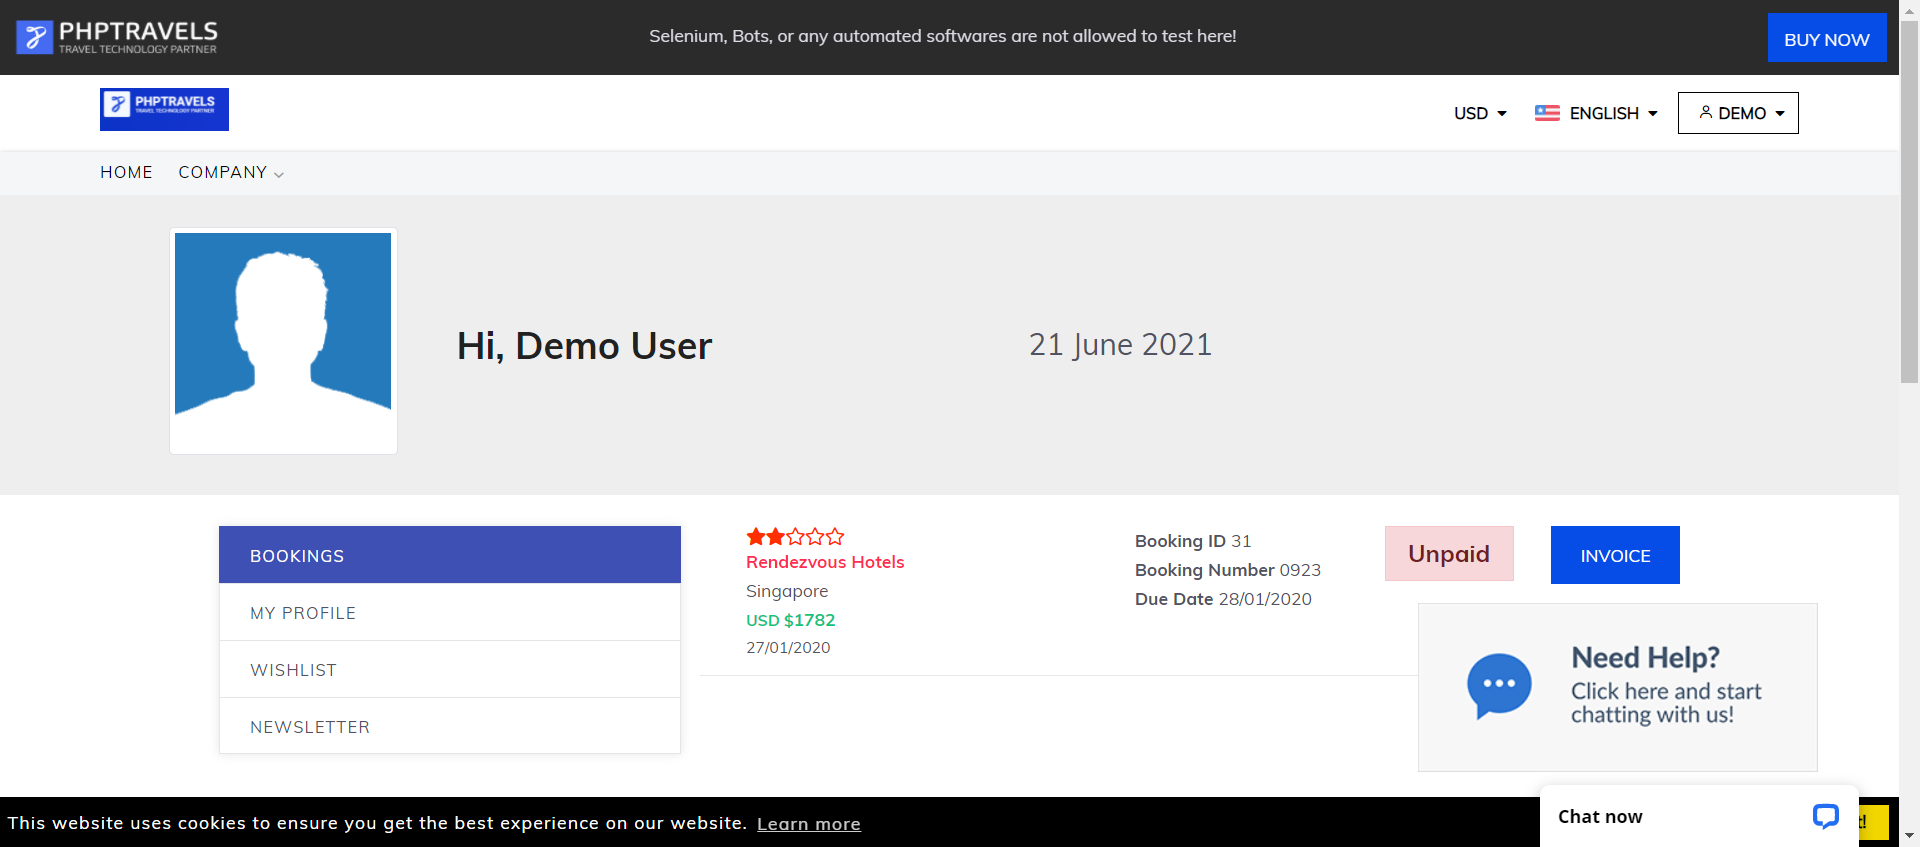 PHPTRAVELS
TRAVEL TECHNOLOGY PARTNER
Selenium, Bots, or any automated softwares are not allowed to test here!
BUY NOW
PHPTRAVELS
TRAVEL TECHNOLOGY PARTNER
USD
ENGLISH
DEMO
HOME
COMPANY
Hi, Demo User
21 June 2021
BOOKINGS
MY PROFILE
WISHLIST
NEWSLETTER
Rendezvous Hotels
Singapore
USD $1782
27/01/2020
Booking ID 31
Booking Number 0923
Due Date 28/01/2020
Unpaid
INVOICE
Need Help?
Click here and start
chatting with us!
This website uses cookies to ensure you get the best experience on our website. Learn more
Chat now